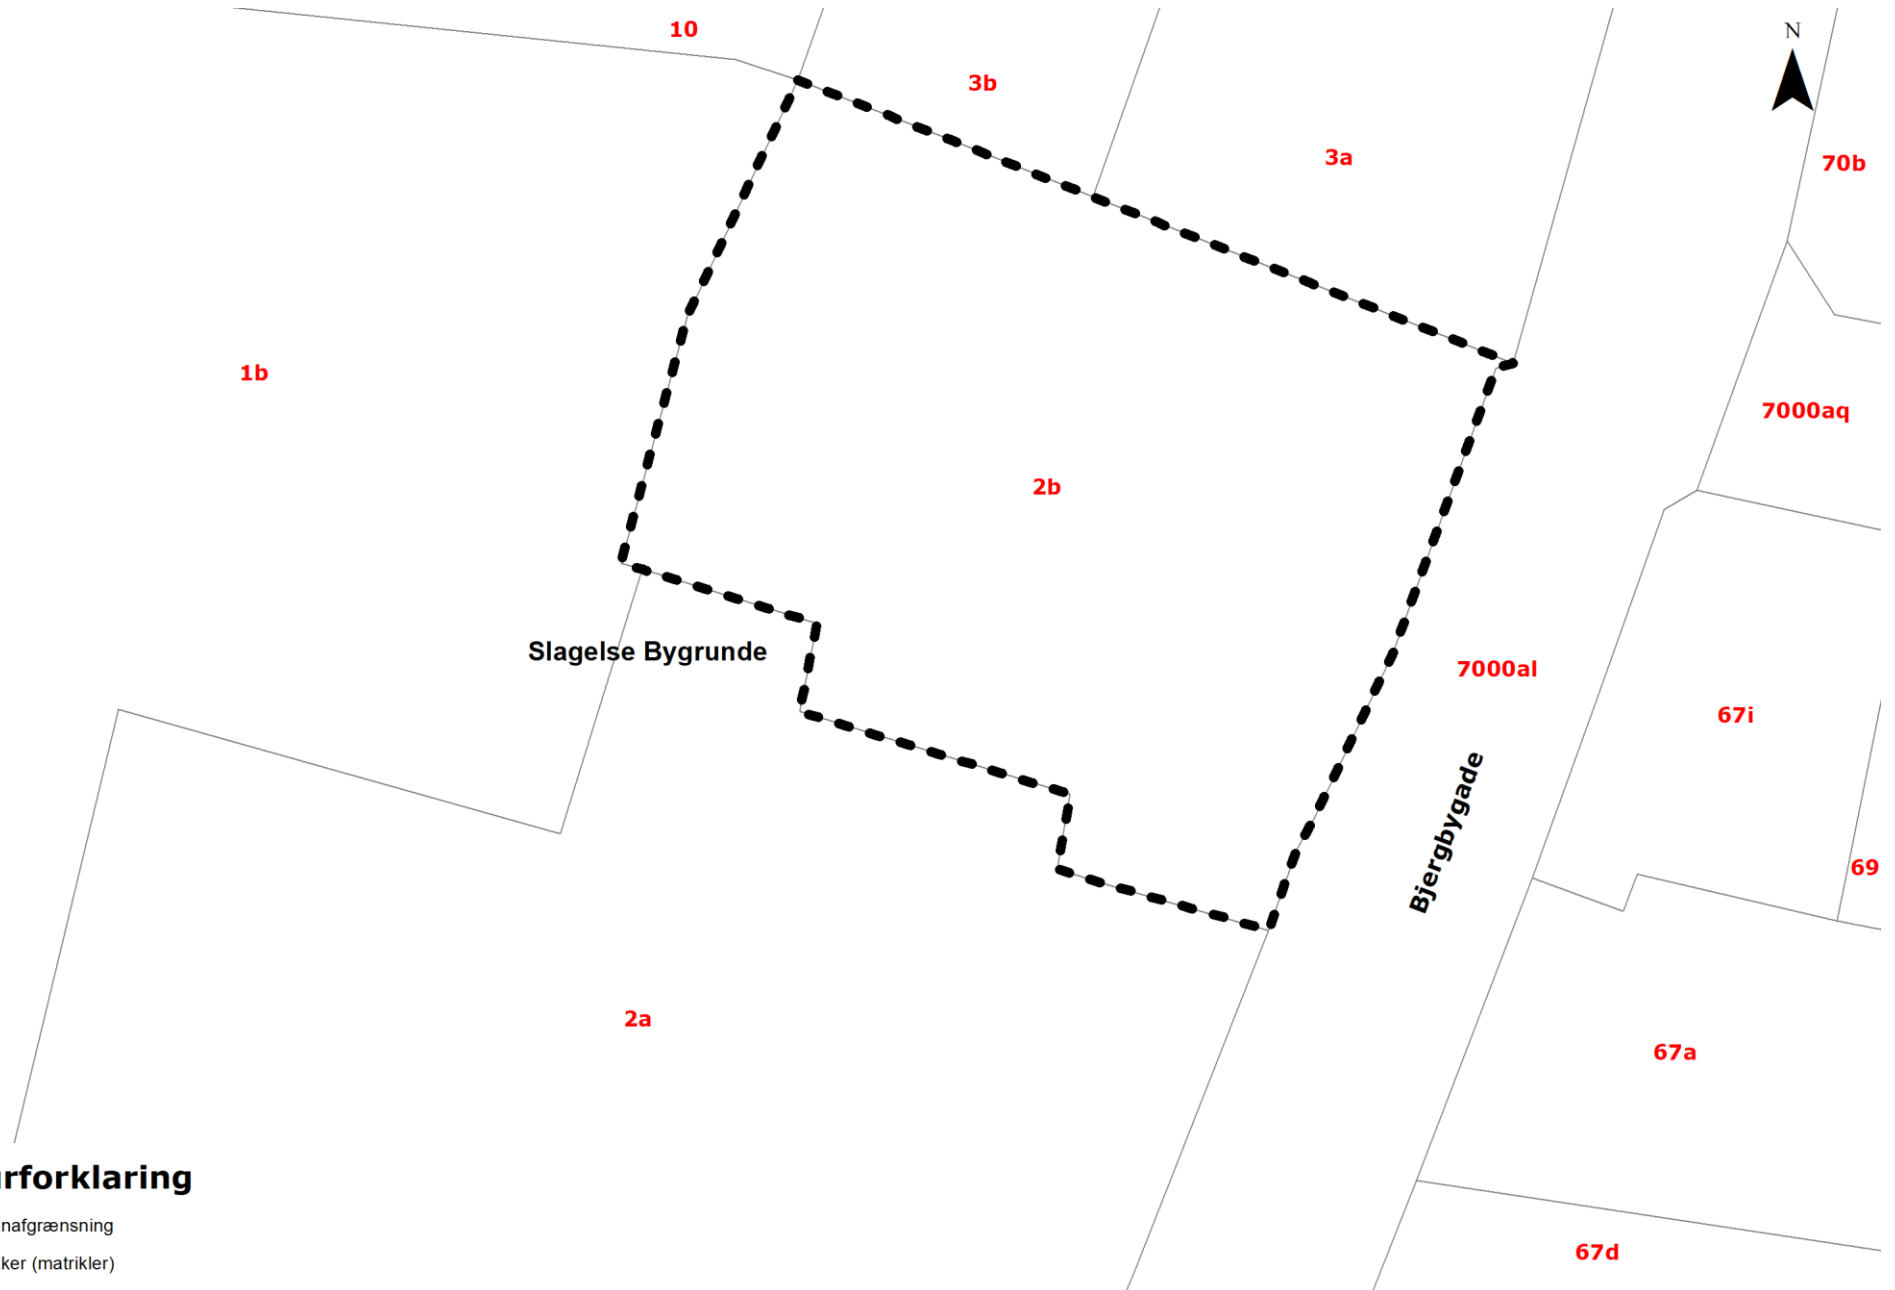 10
N
3b
3a
70b
1b
7000aq
2b
Slagelse Bygrunde
7000al
67i
Bjergbygade
69
2a
67a
rforklaring
nafgrænsning
ker (matrikler)
67d